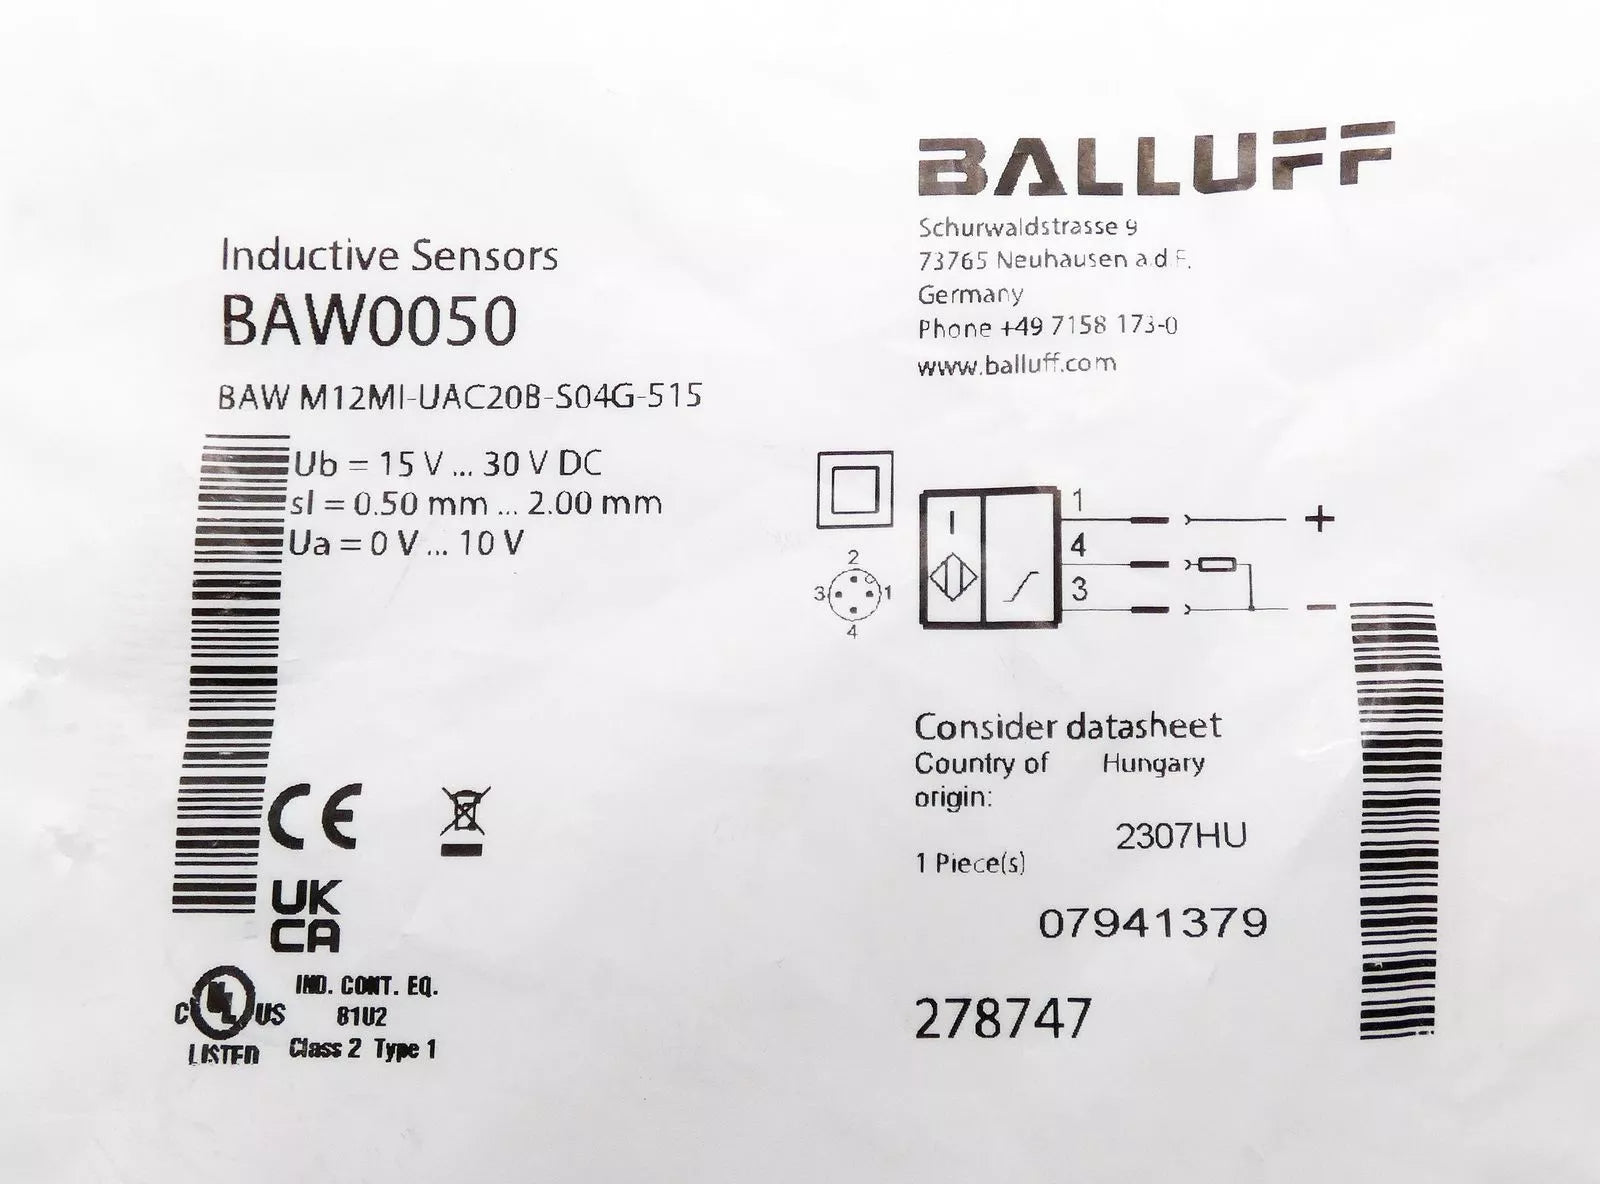 BALLUFF
Schurwaldstrasse 9
73765 Neuhausen a.d.F.
Germany
Phone +49 7158 173-0
www.balluff.com
Inductive Sensors
BAW0050
BAW M12MI-UAC20B-S04G-515
Ub = 15 V ... 30 V DC
sl = 0.50 mm ... 2.00 mm
Ua = 0 V ... 10 V
2
3 1
4
I
1
+
4
3
−
Consider datasheet
Country of Hungary
origin:
2307HU
1 Piece(s)
07941379
278747
CE
UK
CA
C UL US
LISTED
IND. CONT. EQ.
81U2
Class 2 Type 1